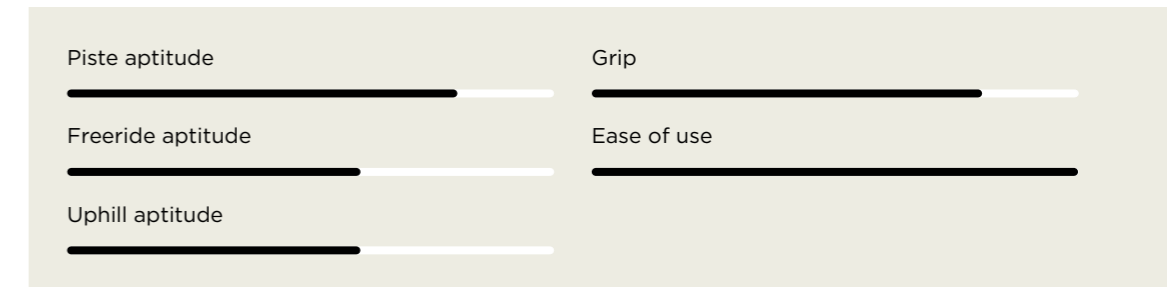 Piste aptitude
Grip
Freeride aptitude
Ease of use
Uphill aptitude